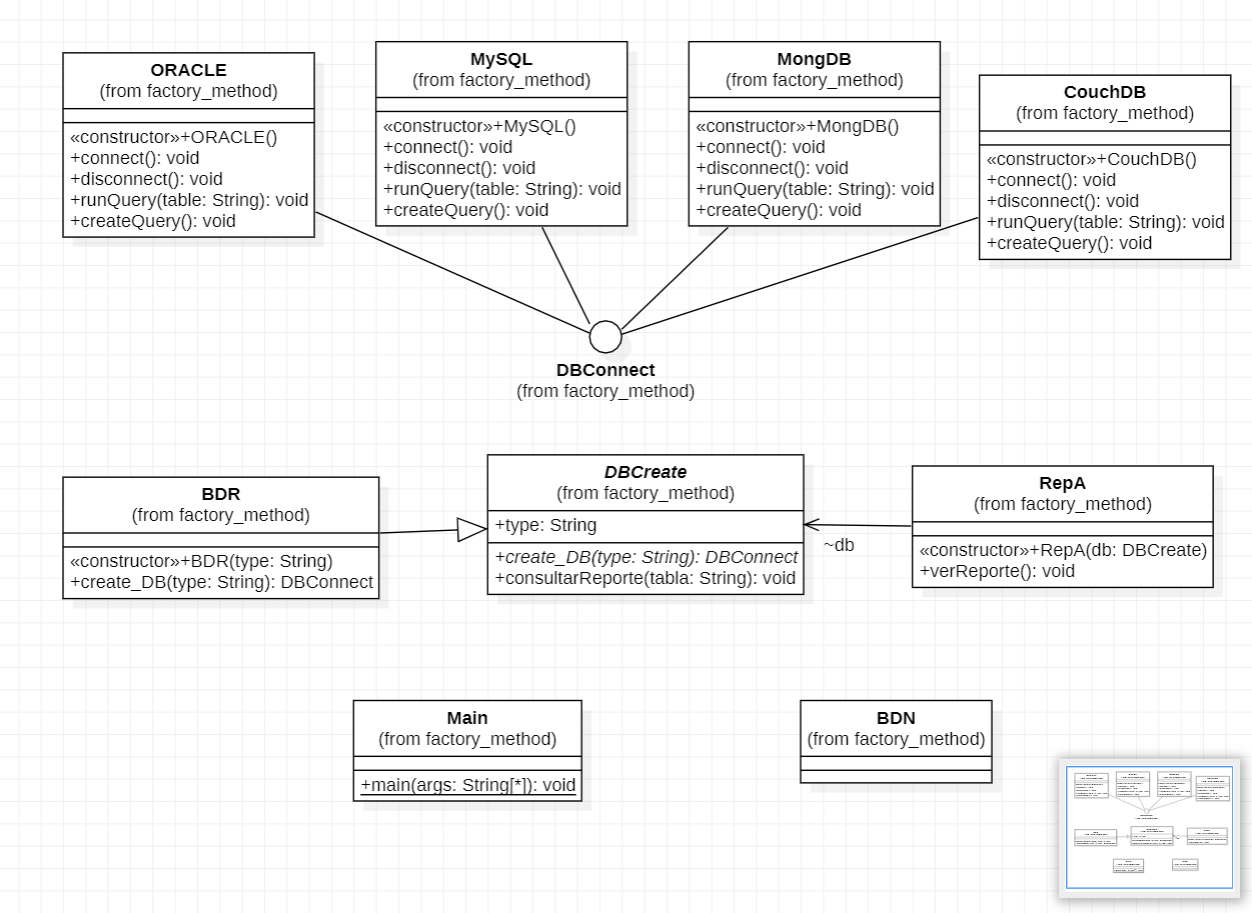 ORACLE
(from factory_method)
«constructor»+ORACLE()
+connect(): void
+disconnect(): void
+runQuery(table: String): void
+createQuery(): void
MySQL
(from factory_method)
«constructor»+MySQL()
+connect(): void
+disconnect(): void
+runQuery(table: String): void
+createQuery(): void
MongDB
(from factory_method)
«constructor»+MongDB()
+connect(): void
+disconnect(): void
+runQuery(table: String): void
+createQuery(): void
CouchDB
(from factory_method)
«constructor»+CouchDB()
+connect(): void
+disconnect(): void
+runQuery(table: String): void
+createQuery(): void
DBConnect
(from factory_method)
BDR
(from factory_method)
«constructor»+BDR(type: String)
+create_DB(type: String): DBConnect
DBCreate
(from factory_method)
+type: String
+create_DB(type: String): DBConnect
+consultarReporte(tabla: String): void
~db
RepA
(from factory_method)
«constructor»+RepA(db: DBCreate)
+verReporte(): void
Main
(from factory_method)
+main(args: String[*]): void
BDN
(from factory_method)